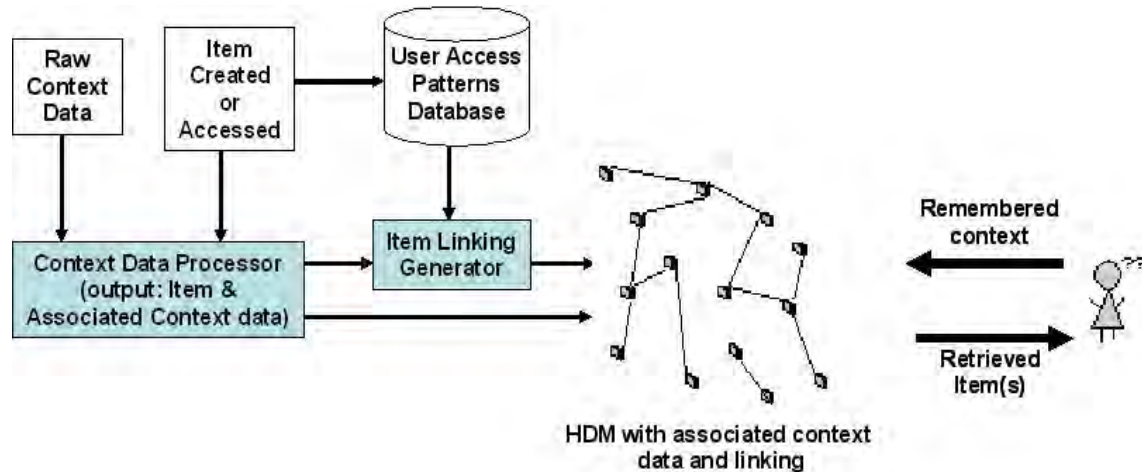 Raw
Context
Data
Item
Created
or
Accessed
User Access
Patterns
Database
Context Data Processor
(output: Item &
Associated Context data)
Item Linking
Generator
Remembered
context
???
Retrieved
Item(s)
HDM with associated context
data and linking